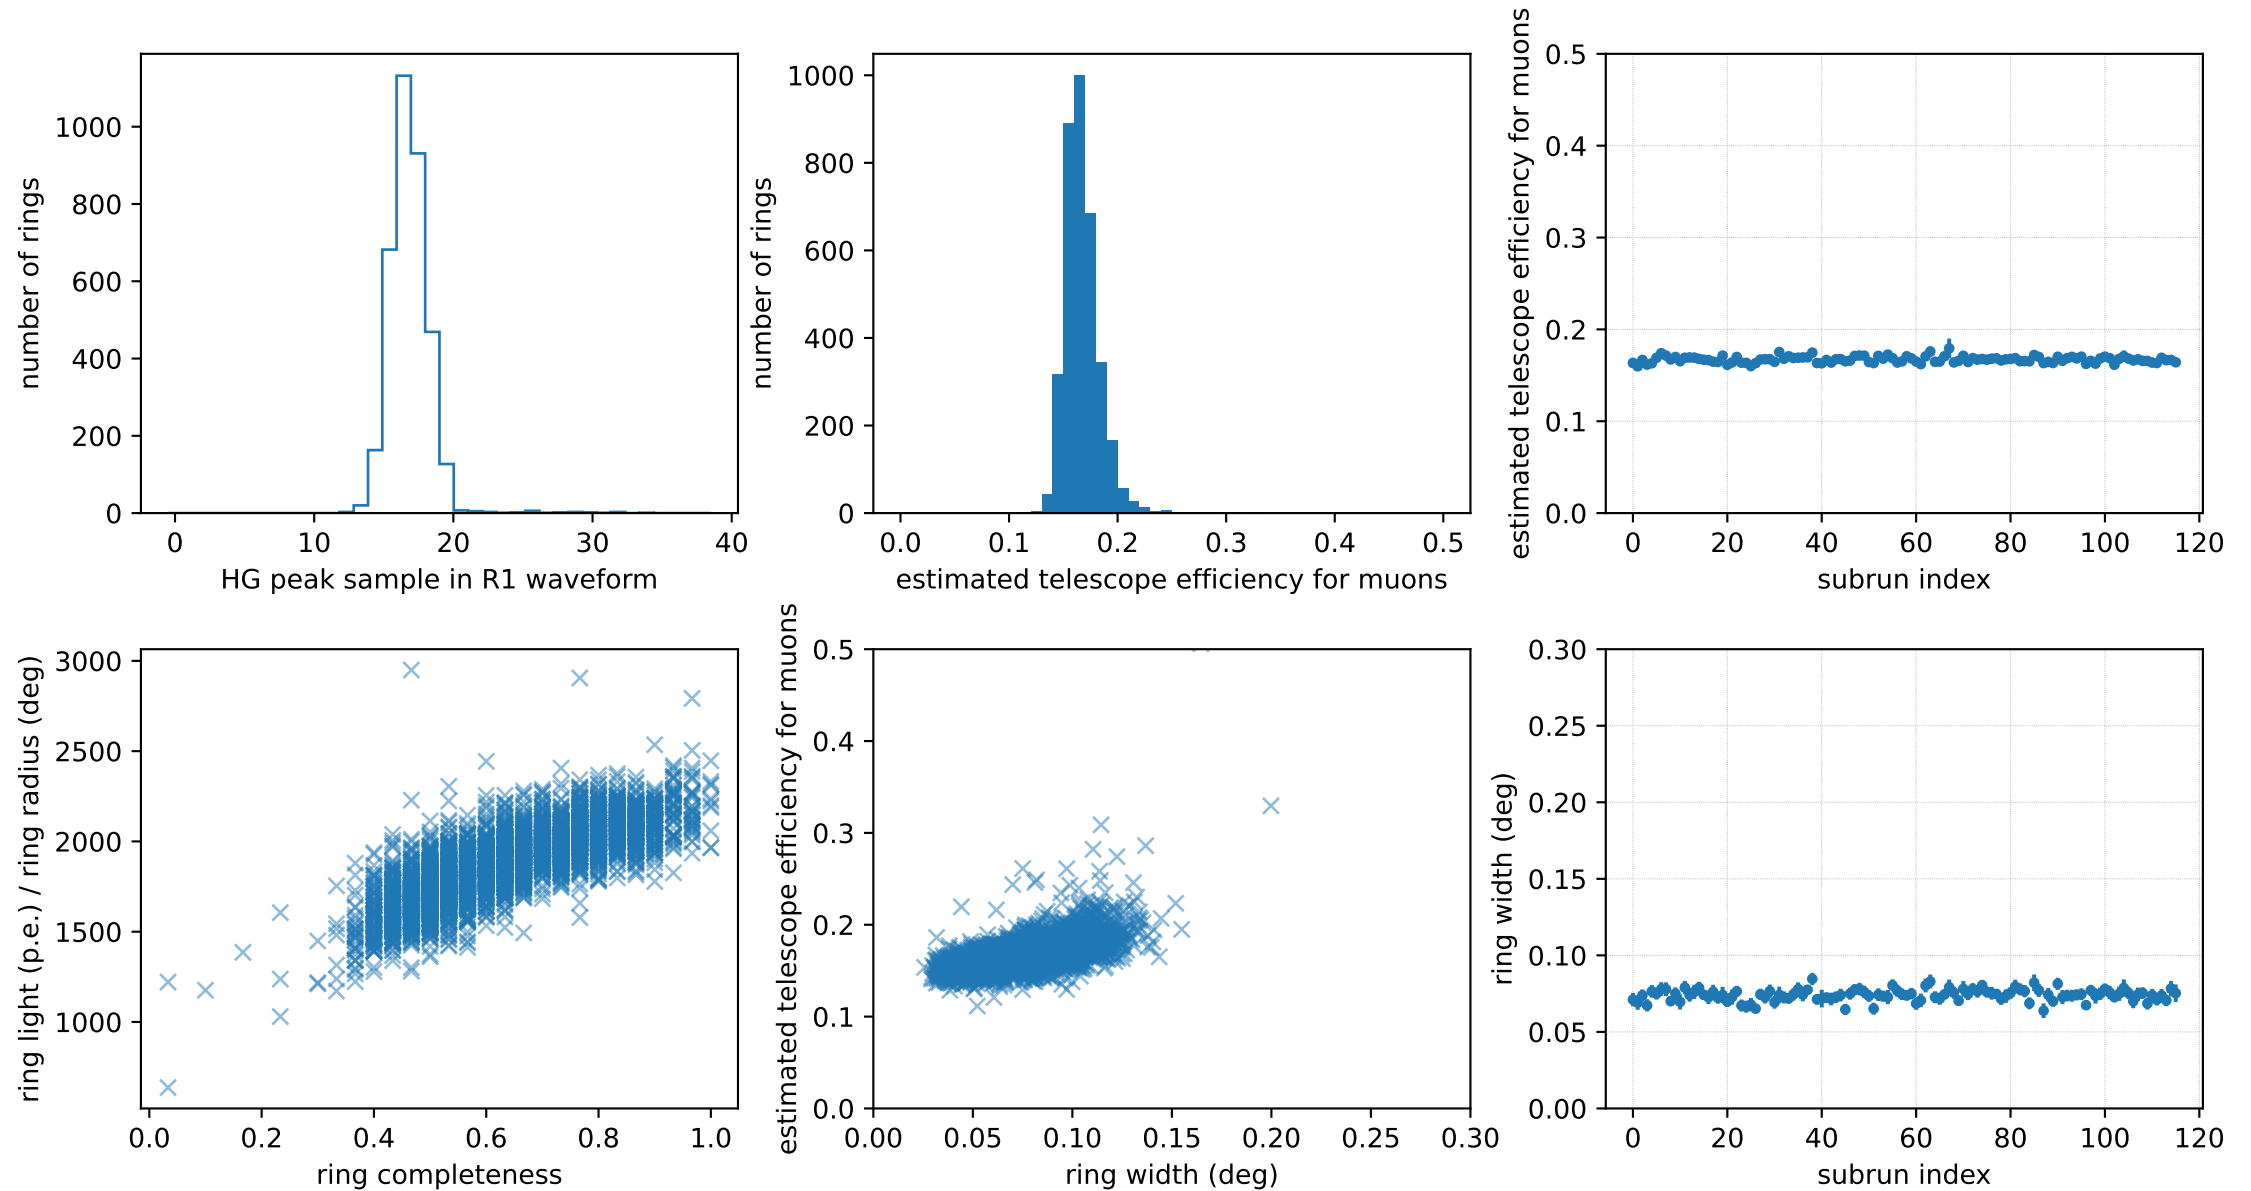 1000
800
600
400
200
0
number of rings
0 10 20 30 40
HG peak sample in R1 waveform
1000
800
600
400
200
0
number of rings
0.0 0.1 0.2 0.3 0.4 0.5
estimated telescope efficiency for muons
0.5
0.4
0.3
0.2
0.1
0.0
estimated telescope efficiency for muons
0 20 40 60 80 100 120
subrun index
3000
2500
2000
1500
1000
ring light (p.e.) / ring radius (deg)
0.0 0.2 0.4 0.6 0.8 1.0
ring completeness
0.5
0.4
0.3
0.2
0.1
0.0
estimated telescope efficiency for muons
0.00 0.05 0.10 0.15 0.20 0.25 0.30
ring width (deg)
0.30
0.25
0.20
0.15
0.10
0.05
0.00
ring width (deg)
0 20 40 60 80 100 120
subrun index